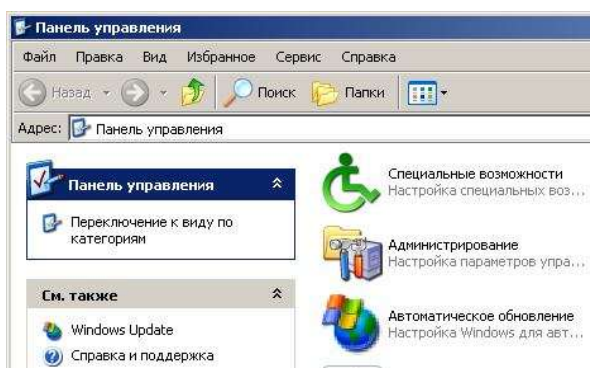 Панель управления
Файл Правка Вид Избранное Сервис Справка
Назад Поиск Папки
Адрес: Панель управления
Панель управления
Переключение к виду по
категориям
См. также
Windows Update
Справка и поддержка
Специальные возможности
Настройка специальных воз...
Администрирование
Настройка параметров упра...
Автоматическое обновление
Настройка Windows для авт...